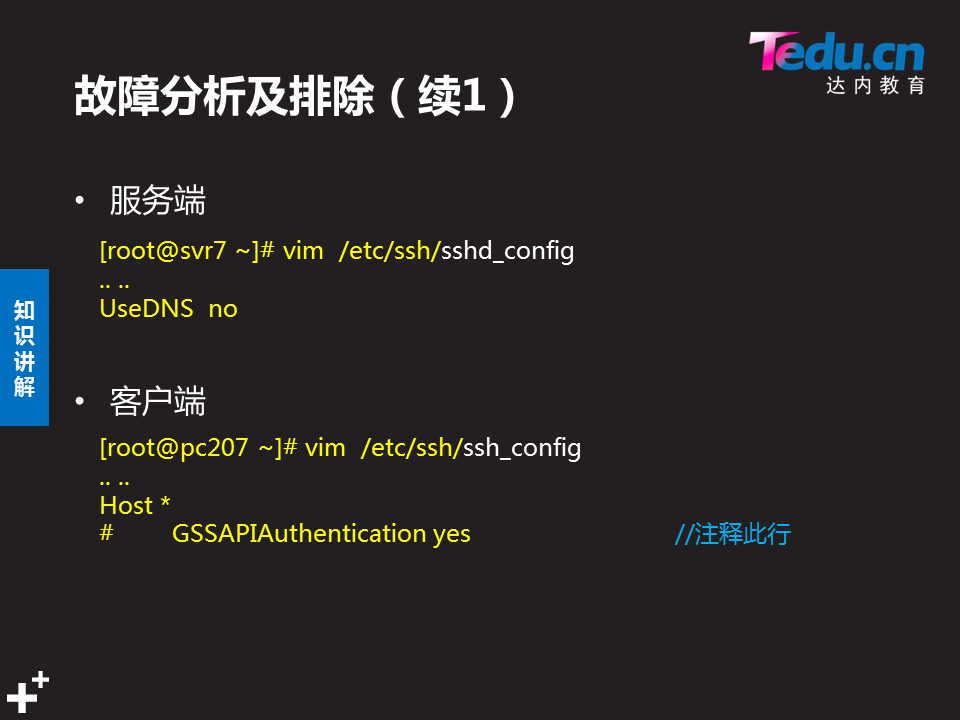 Tedu.cn
达内教育
故障分析及排除（续1）
• 服务端
[root@svr7 ~]# vim  /etc/ssh/sshd_config
.. ..
UseDNS  no
知识讲解
• 客户端
[root@pc207 ~]# vim  /etc/ssh/ssh_config
.. ..
Host *
#        GSSAPIAuthentication yes                    //注释此行